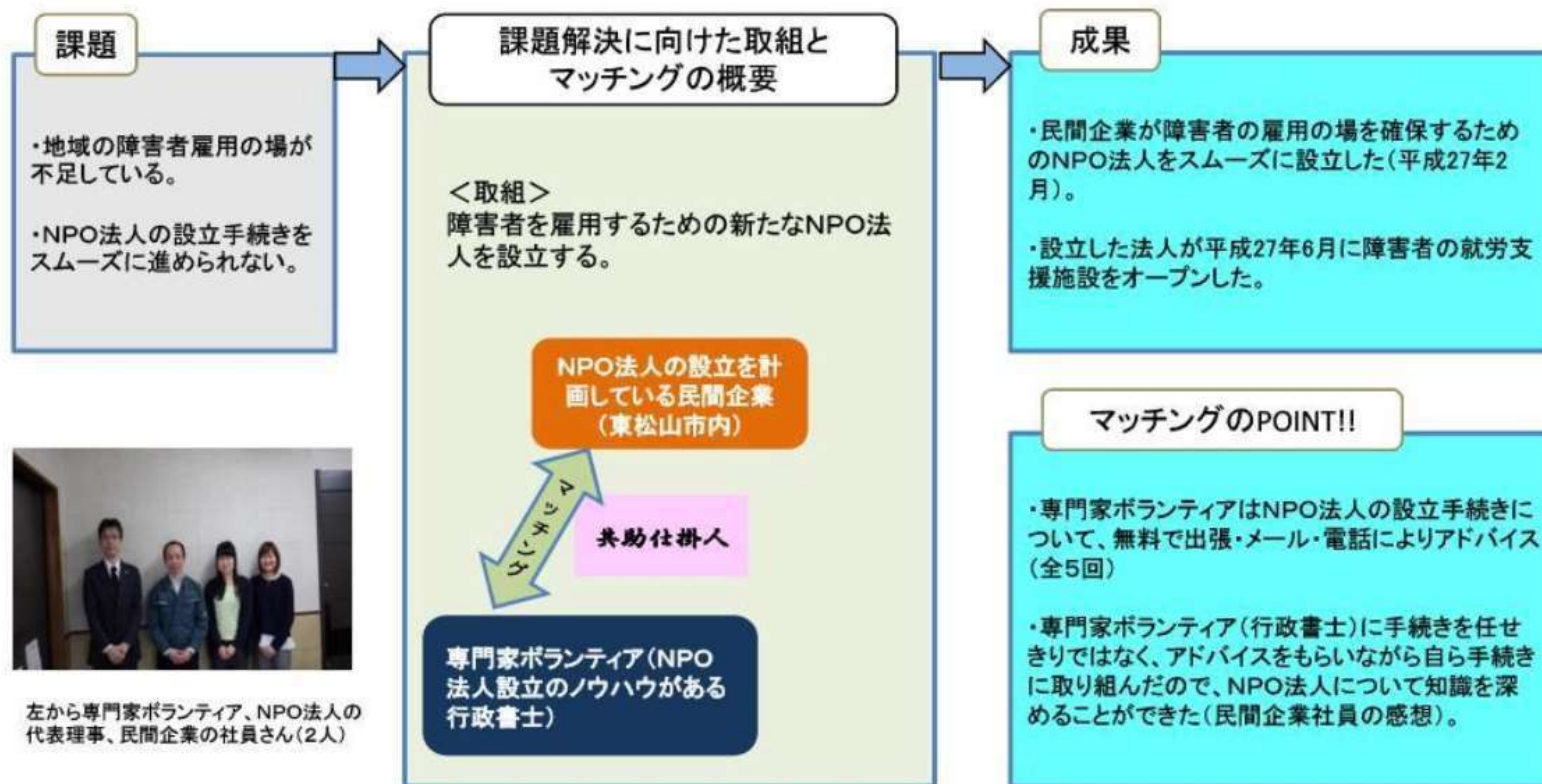 課題
・地域の障害者雇用の場が
不足している。
・NPO法人の設立手続きを
スムーズに進められない。
左から専門家ボランティア、NPO法人の
代表理事、民間企業の社員さん(2人)
課題解決に向けた取組と
マッチングの概要
＜取組＞
障害者を雇用するための新たなNPO法
人を設立する。
NPO法人の設立を計
画している民間企業
（東松山市内）
マッチング
共助仕掛人
専門家ボランティア(NPO
法人設立のノウハウがある
行政書士)
成果
・民間企業が障害者の雇用の場を確保するため
のNPO法人をスムーズに設立した(平成27年2
月)。
・設立した法人が平成27年6月に障害者の就労支
援施設をオープンした。
マッチングのPOINT!!
・専門家ボランティアはNPO法人の設立手続きに
ついて、無料で出張・メール・電話によりアドバイス
(全5回)
・専門家ボランティア(行政書士)に手続きを任せ
きりではなく、アドバイスをもらいながら自ら手続き
に取り組んだので、NPO法人について知識を深
めることができた(民間企業社員の感想)。